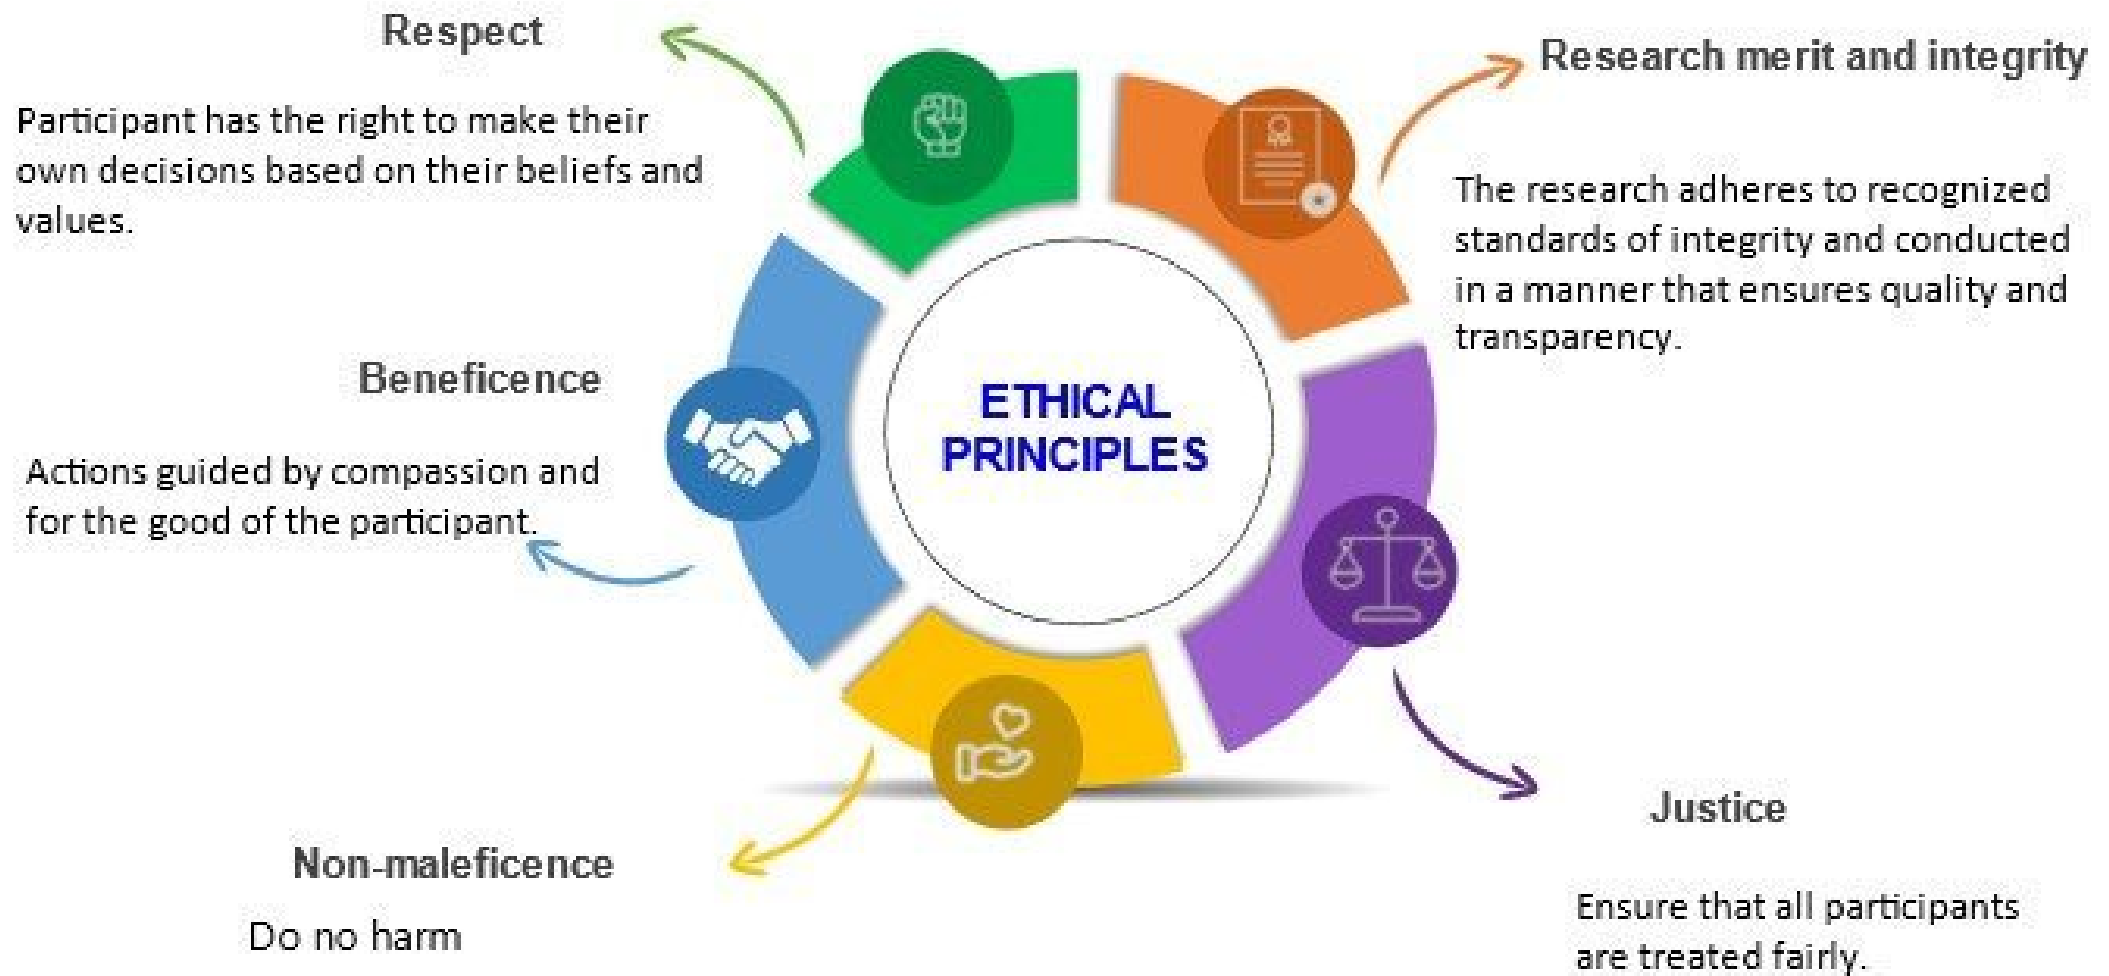 Respect
Participant has the right to make their
own decisions based on their beliefs and
values.
Research merit and integrity
The research adheres to recognized
standards of integrity and conducted
in a manner that ensures quality and
transparency.
ETHICAL
PRINCIPLES
Beneficence
Actions guided by compassion and
for the good of the participant.
Non-maleficence
Do no harm
Justice
Ensure that all participants
are treated fairly.